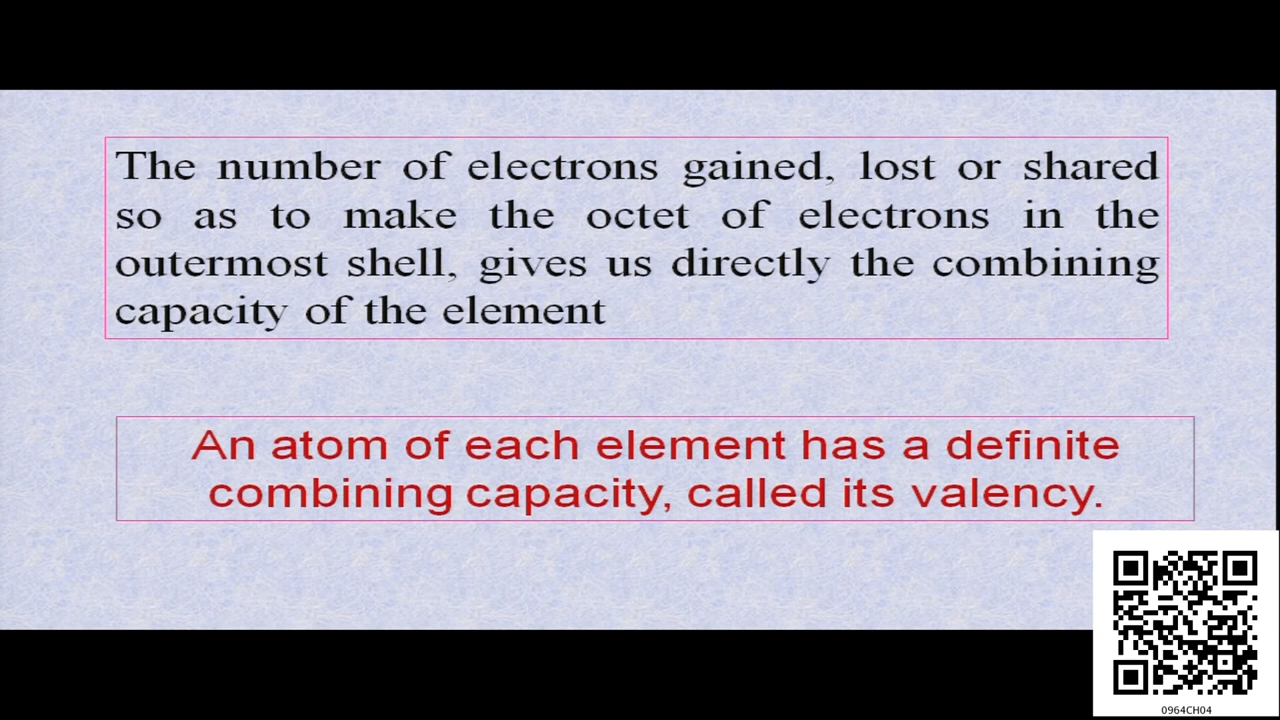 The number of electrons gained, lost or shared
so as to make the octet of electrons in the
outermost shell, gives us directly the combining
capacity of the element
An atom of each element has a definite
combining capacity, called its valency.
0964CH04